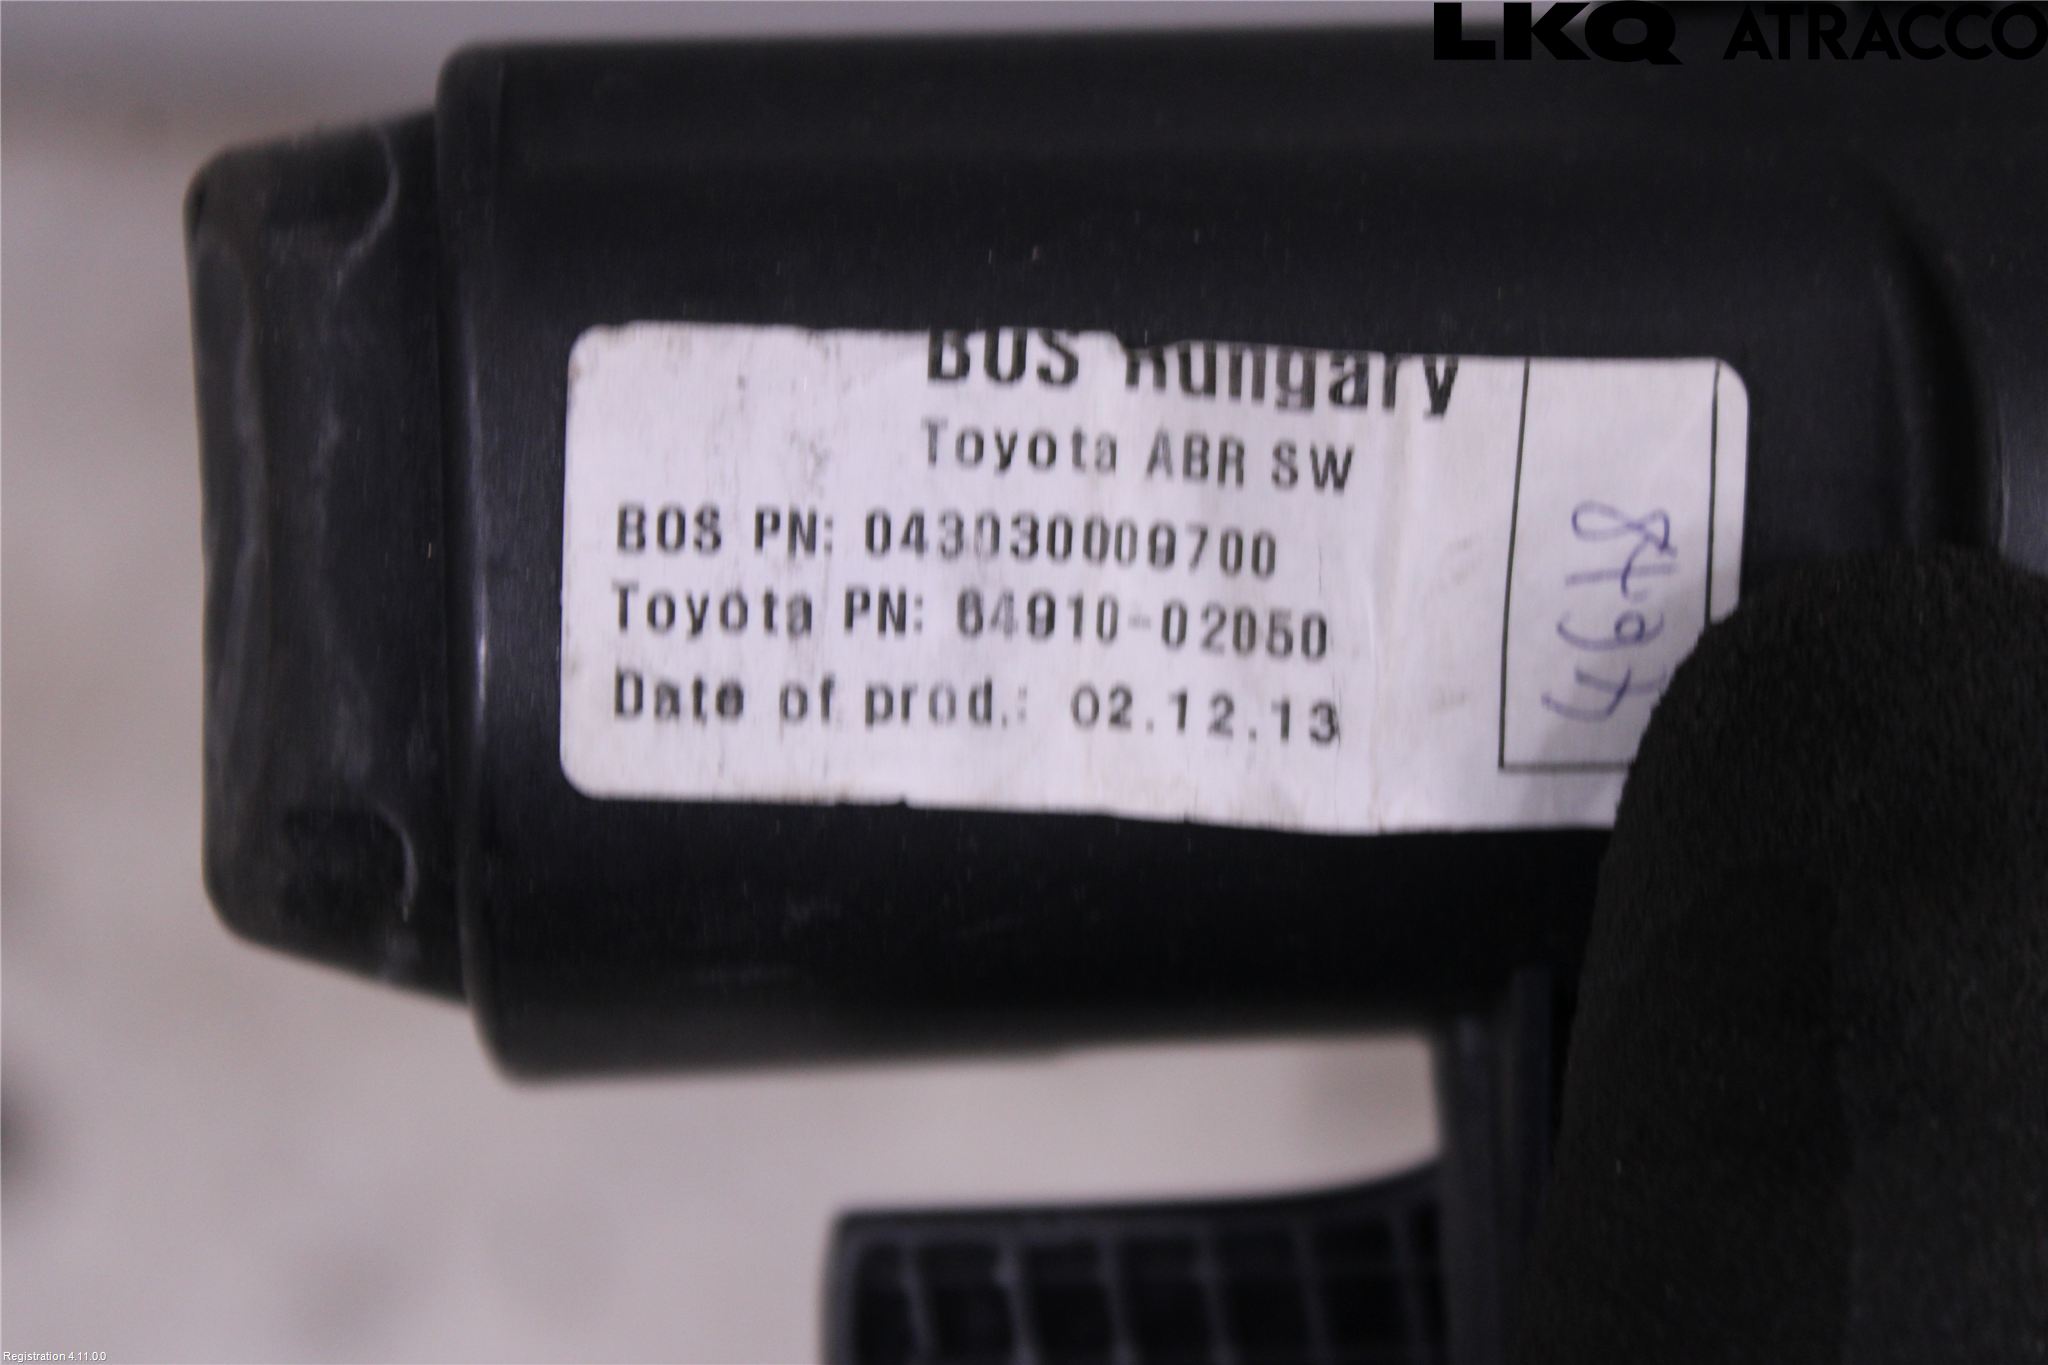 LKQ ATRACCO
BOS Hungary
Toyota ABR SW
BOS PN: 043030009700
Toyota PN: 64910-02050
Date of prod.: 02.12.13
Registration 4.11.0.0